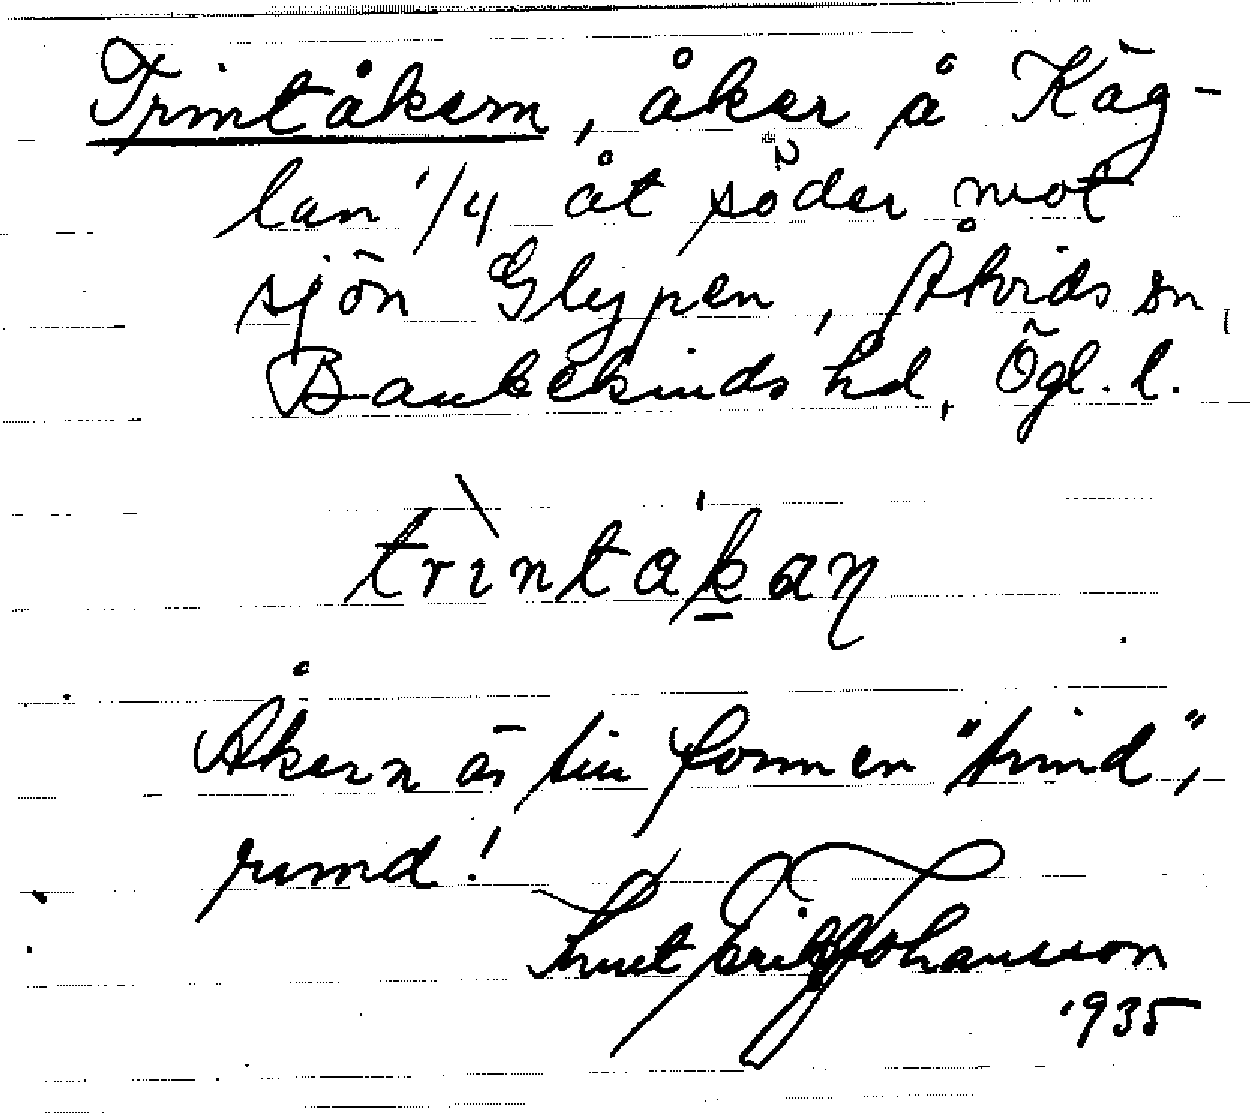 Trintåkern, åker å Käg-
lan 1/4 åt söder mot
sjön Glypen, Åtvids sn,
Bankekinds hd, Ögl. l.
trìntákaɳ
Åkern är till formen "trind",
rund!
Knut Erik Johansson
1935